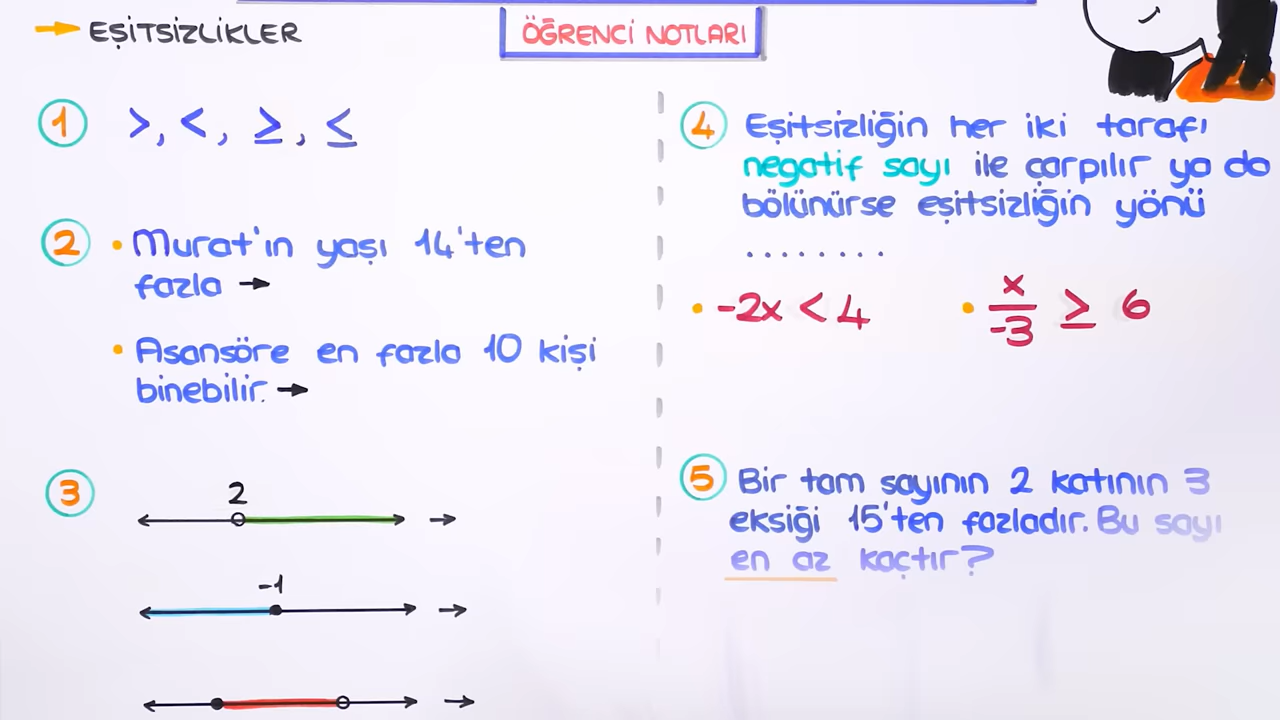 EŞİTSİZLİKLER
ÖĞRENCİ NOTLARI
1 >, <, ≥, ≤
2 • Murat'ın yaşı 14'ten
fazla →
• Asansöre en fazla 10 kişi
binebilir. →
3
2
-1
4 Eşitsizliğin her iki tarafı
negatif sayı ile çarpılır ya da
bölünürse eşitsizliğin yönü
........
• -2x < 4
• x/-3 ≥ 6
5 Bir tam sayının 2 katının 3
eksiği 15'ten fazladır. Bu sayı
en az kaçtır?